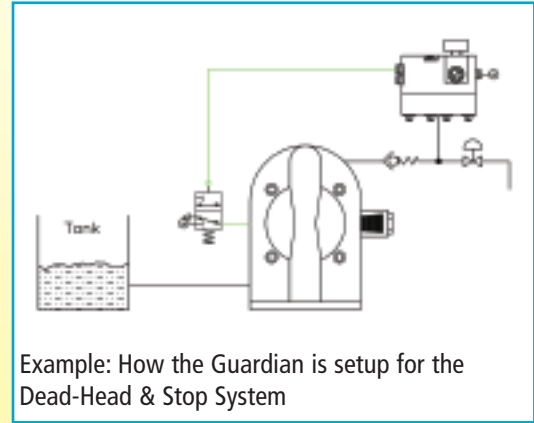 Tank
Example: How the Guardian is setup for the
Dead-Head & Stop System